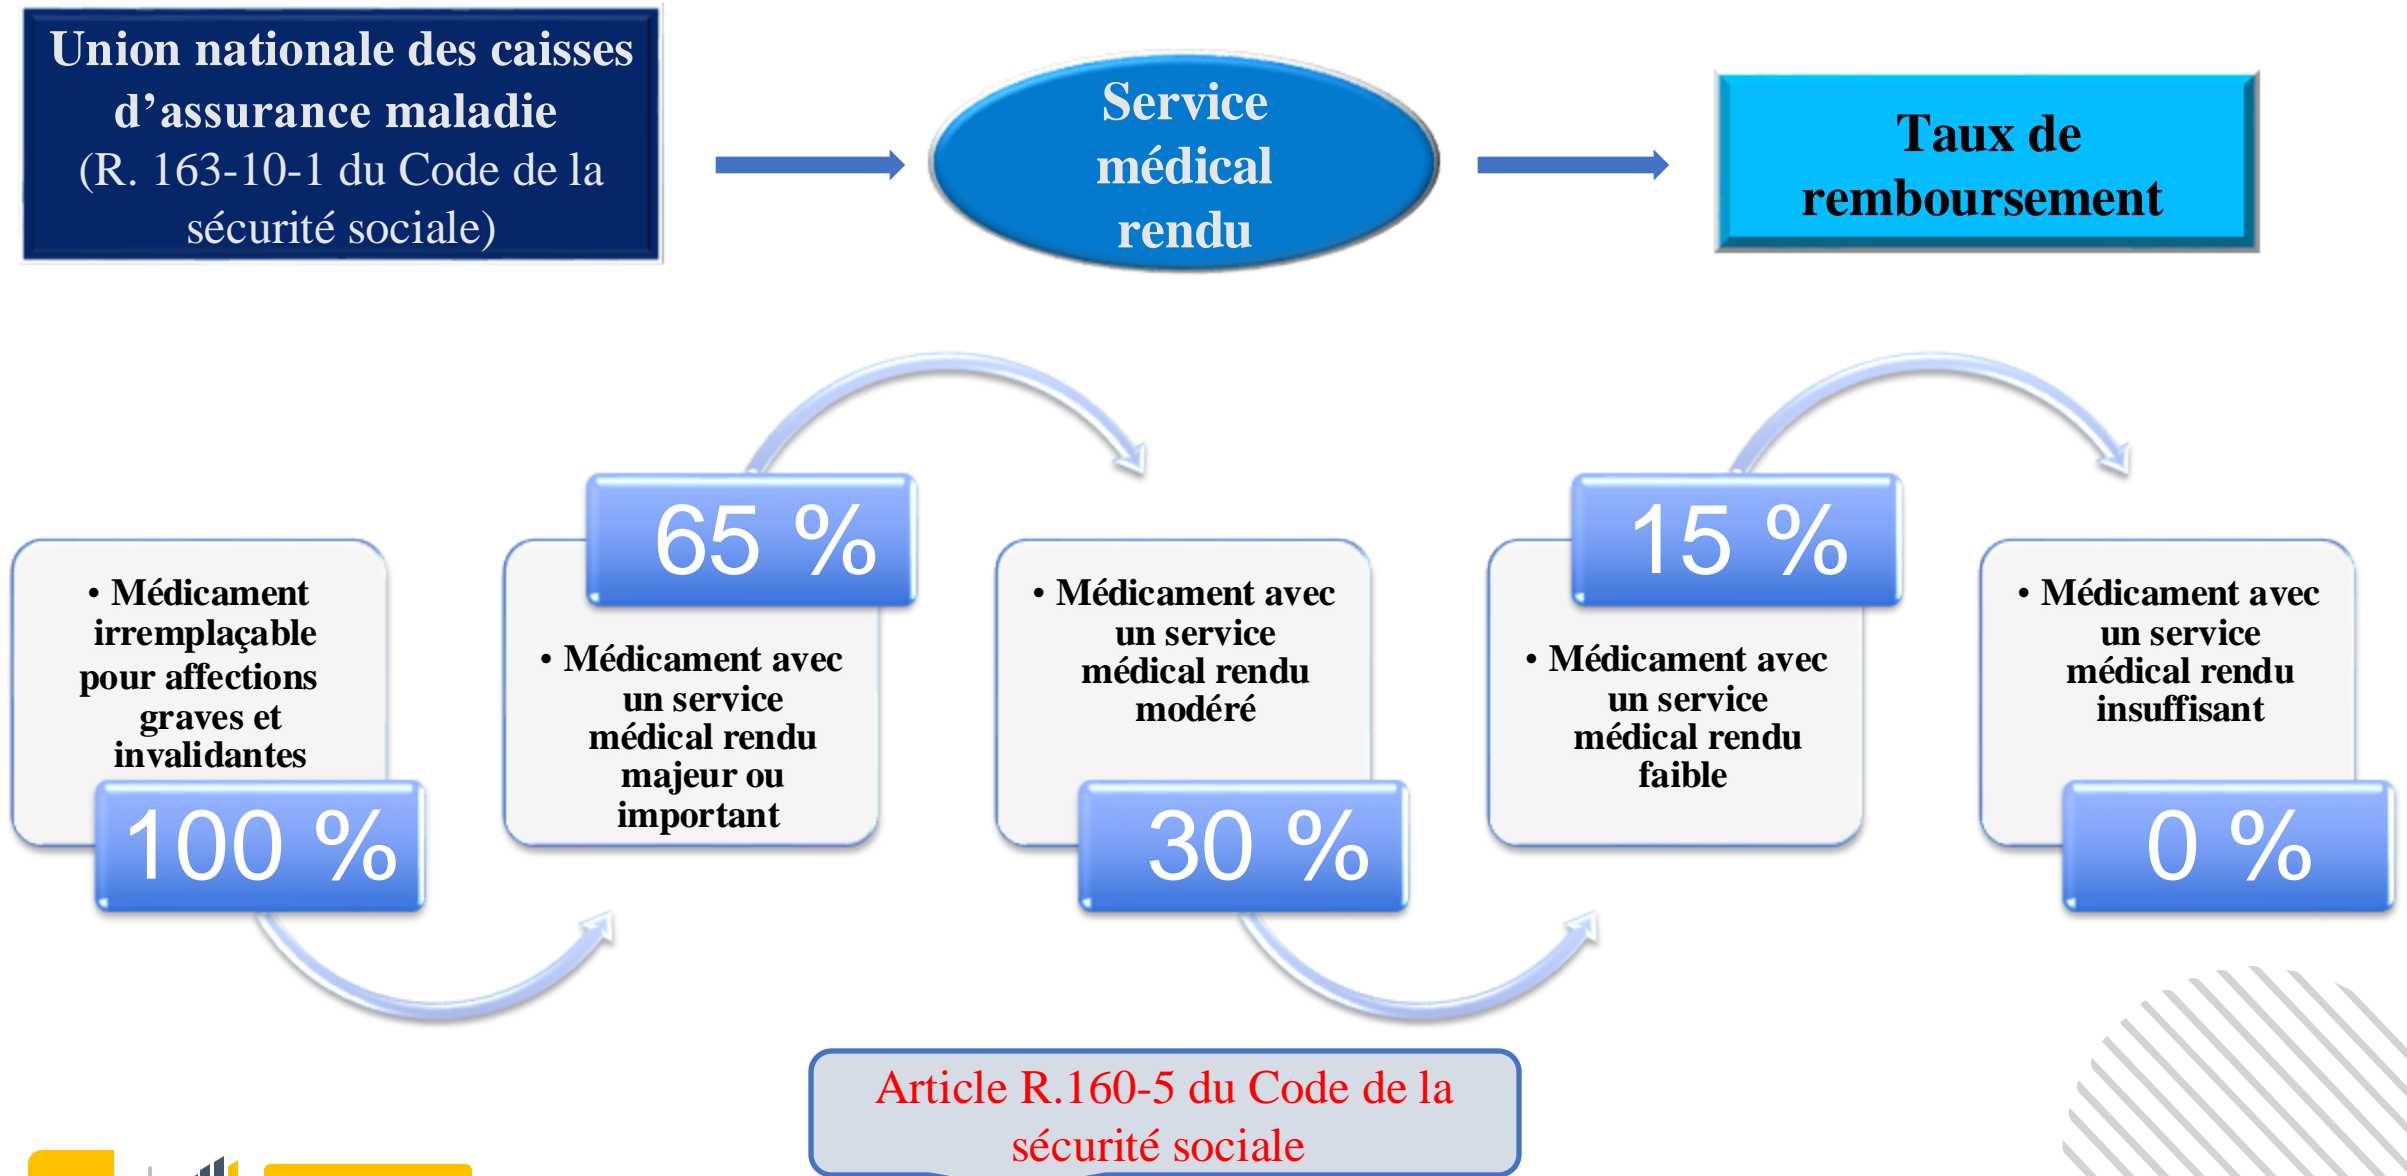 Union nationale des caisses
d’assurance maladie
(R. 163-10-1 du Code de la
sécurité sociale)
Service
médical
rendu
Taux de
remboursement
• Médicament
irremplaçable
pour affections
graves et
invalidantes
100 %
65 %
• Médicament avec
un service
médical rendu
majeur ou
important
• Médicament avec
un service
médical rendu
modéré
30 %
15 %
• Médicament avec
un service
médical rendu
faible
• Médicament avec
un service
médical rendu
insuffisant
0 %
Article R.160-5 du Code de la
sécurité sociale